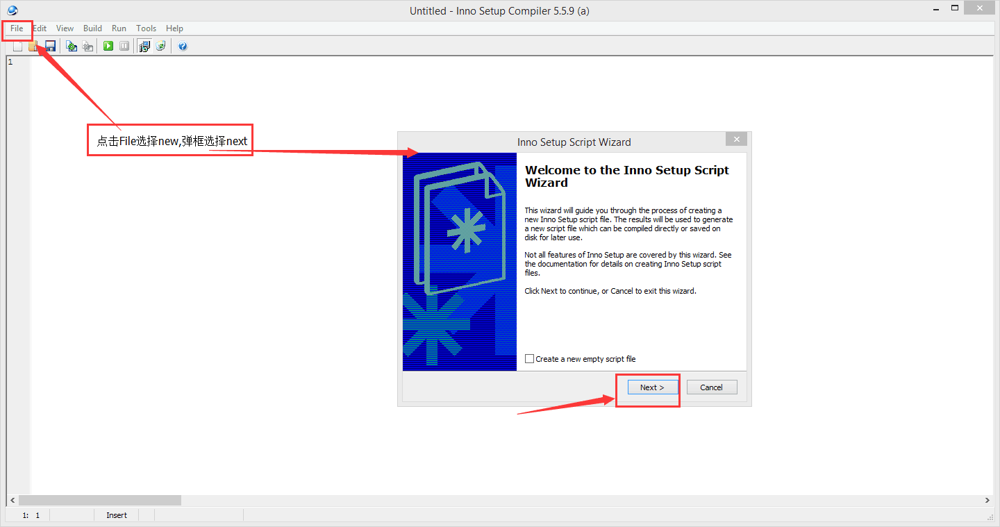 Untitled - Inno Setup Compiler 5.5.9 (a)
File Edit View Build Run Tools Help
1
点击File选择new,弹框选择next
Inno Setup Script Wizard
Welcome to the Inno Setup Script
Wizard
This wizard will guide you through the process of creating a
new Inno Setup script file. The results will be used to generate
a new script file which can be compiled directly or saved on
disk for later use.
Not all features of Inno Setup are covered by this wizard. See
the documentation for details on creating Inno Setup script
files.
Click Next to continue, or Cancel to exit this wizard.
Create a new empty script file
Next > Cancel
1: 1 Insert